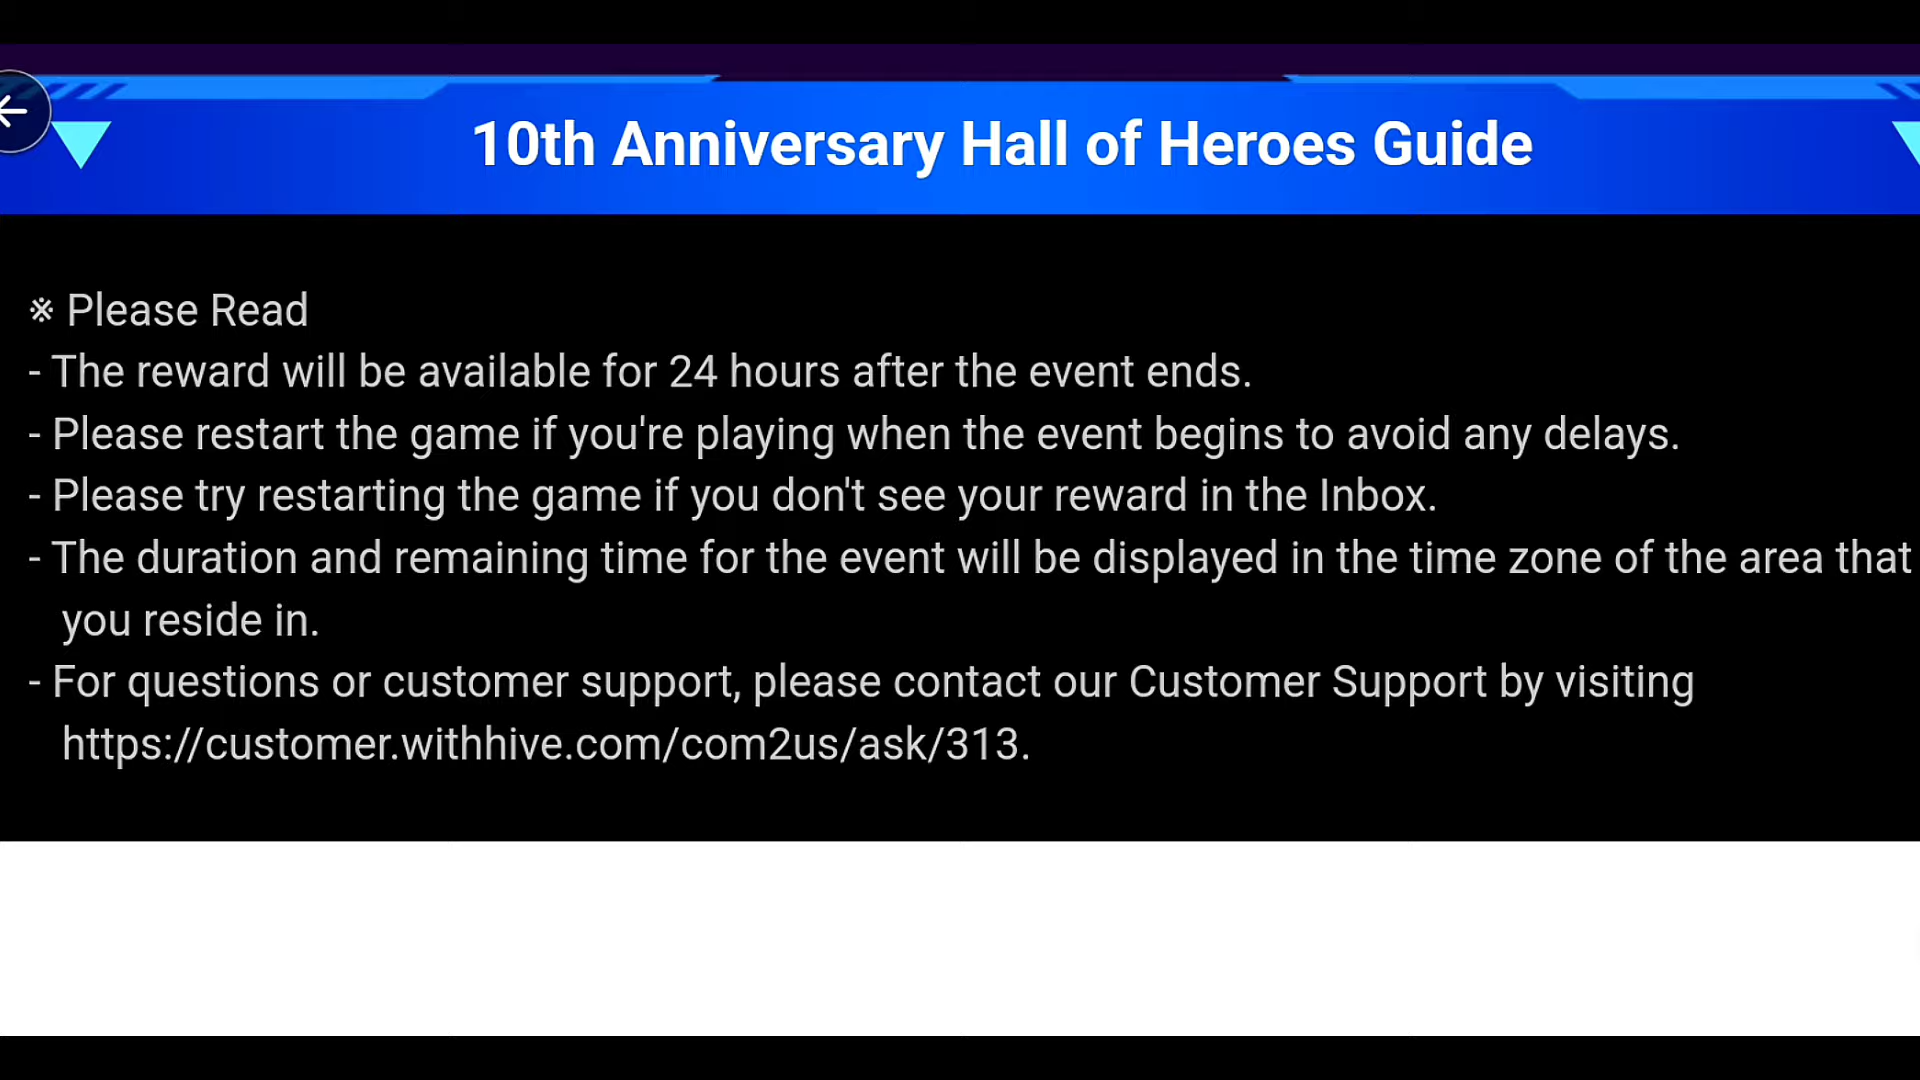 10th Anniversary Hall of Heroes Guide
※ Please Read
- The reward will be available for 24 hours after the event ends.
- Please restart the game if you're playing when the event begins to avoid any delays.
- Please try restarting the game if you don't see your reward in the Inbox.
- The duration and remaining time for the event will be displayed in the time zone of the area that
you reside in.
- For questions or customer support, please contact our Customer Support by visiting
https://customer.withhive.com/com2us/ask/313.